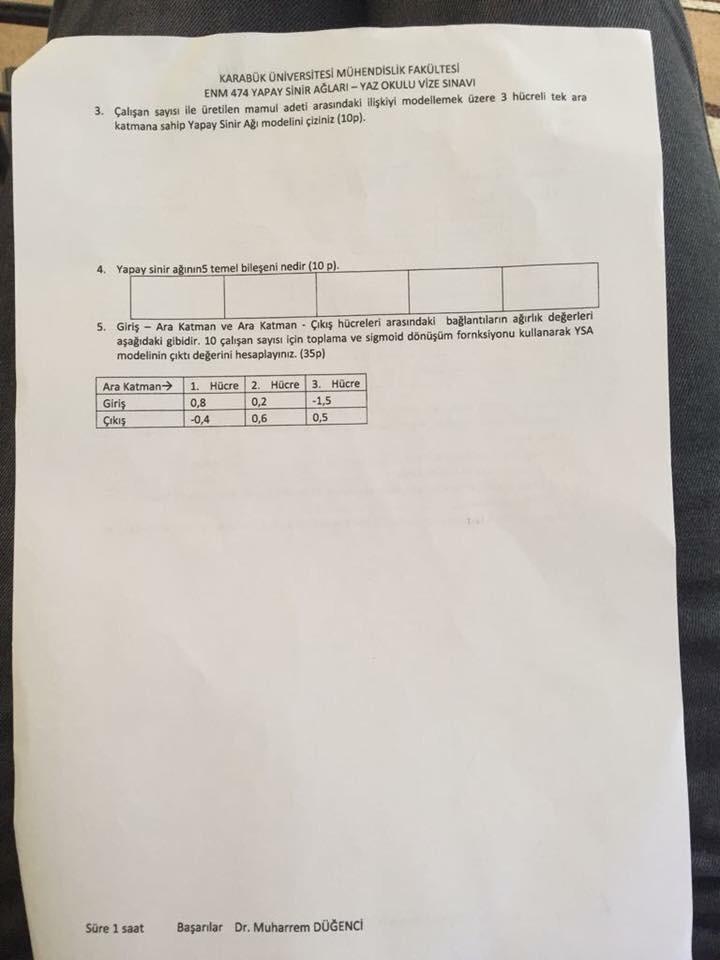 KARABÜK ÜNİVERSİTESİ MÜHENDİSLİK FAKÜLTESİ
ENM 474 YAPAY SİNİR AĞLARI – YAZ OKULU VİZE SINAVI
3. Çalışan sayısı ile üretilen mamul adeti arasındaki ilişkiyi modellemek üzere 3 hücreli tek ara
katmana sahip Yapay Sinir Ağı modelini çiziniz (10p).
4. Yapay sinir ağının5 temel bileşeni nedir (10 p).
5. Giriş – Ara Katman ve Ara Katman - Çıkış hücreleri arasındaki bağlantıların ağırlık değerleri
aşağıdaki gibidir. 10 çalışan sayısı için toplama ve sigmoid dönüşüm fornksiyonu kullanarak YSA
modelinin çıktı değerini hesaplayınız. (35p)
Ara Katman→ 1. Hücre 2. Hücre 3. Hücre
Giriş 0,8 0,2 -1,5
Çıkış -0,4 0,6 0,5
Süre 1 saat Başarılar Dr. Muharrem DÜĞENCİ